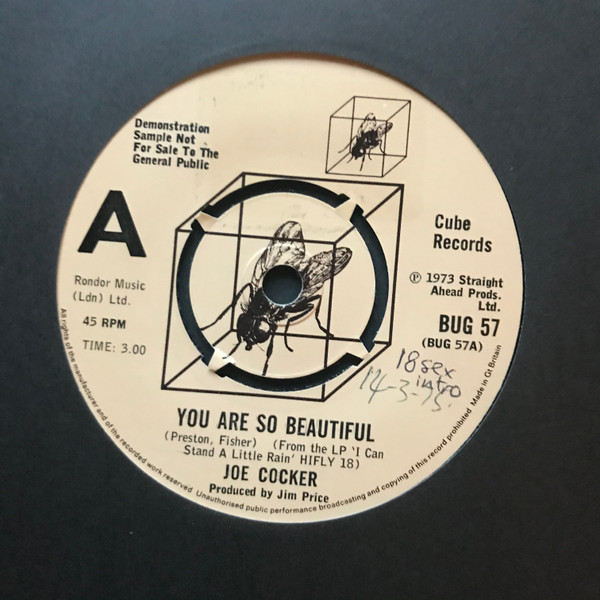 Demonstration
Sample Not
For Sale To The
General Public
A
Cube
Records
Rondor Music
(Ldn) Ltd.
45 RPM
TIME: 3.00
℗ 1973 Straight
Ahead Prods.
Ltd.
BUG 57
(BUG 57A)
18sex
intro
14-3-75.
YOU ARE SO BEAUTIFUL
(Preston, Fisher) (From the LP 'I Can
Stand A Little Rain' HIFLY 18)
JOE COCKER
Produced by Jim Price
All rights of the manufacturer and of the recorded work reserved Unauthorised public performance broadcasting and copying of this record prohibited Made in Gt Britain